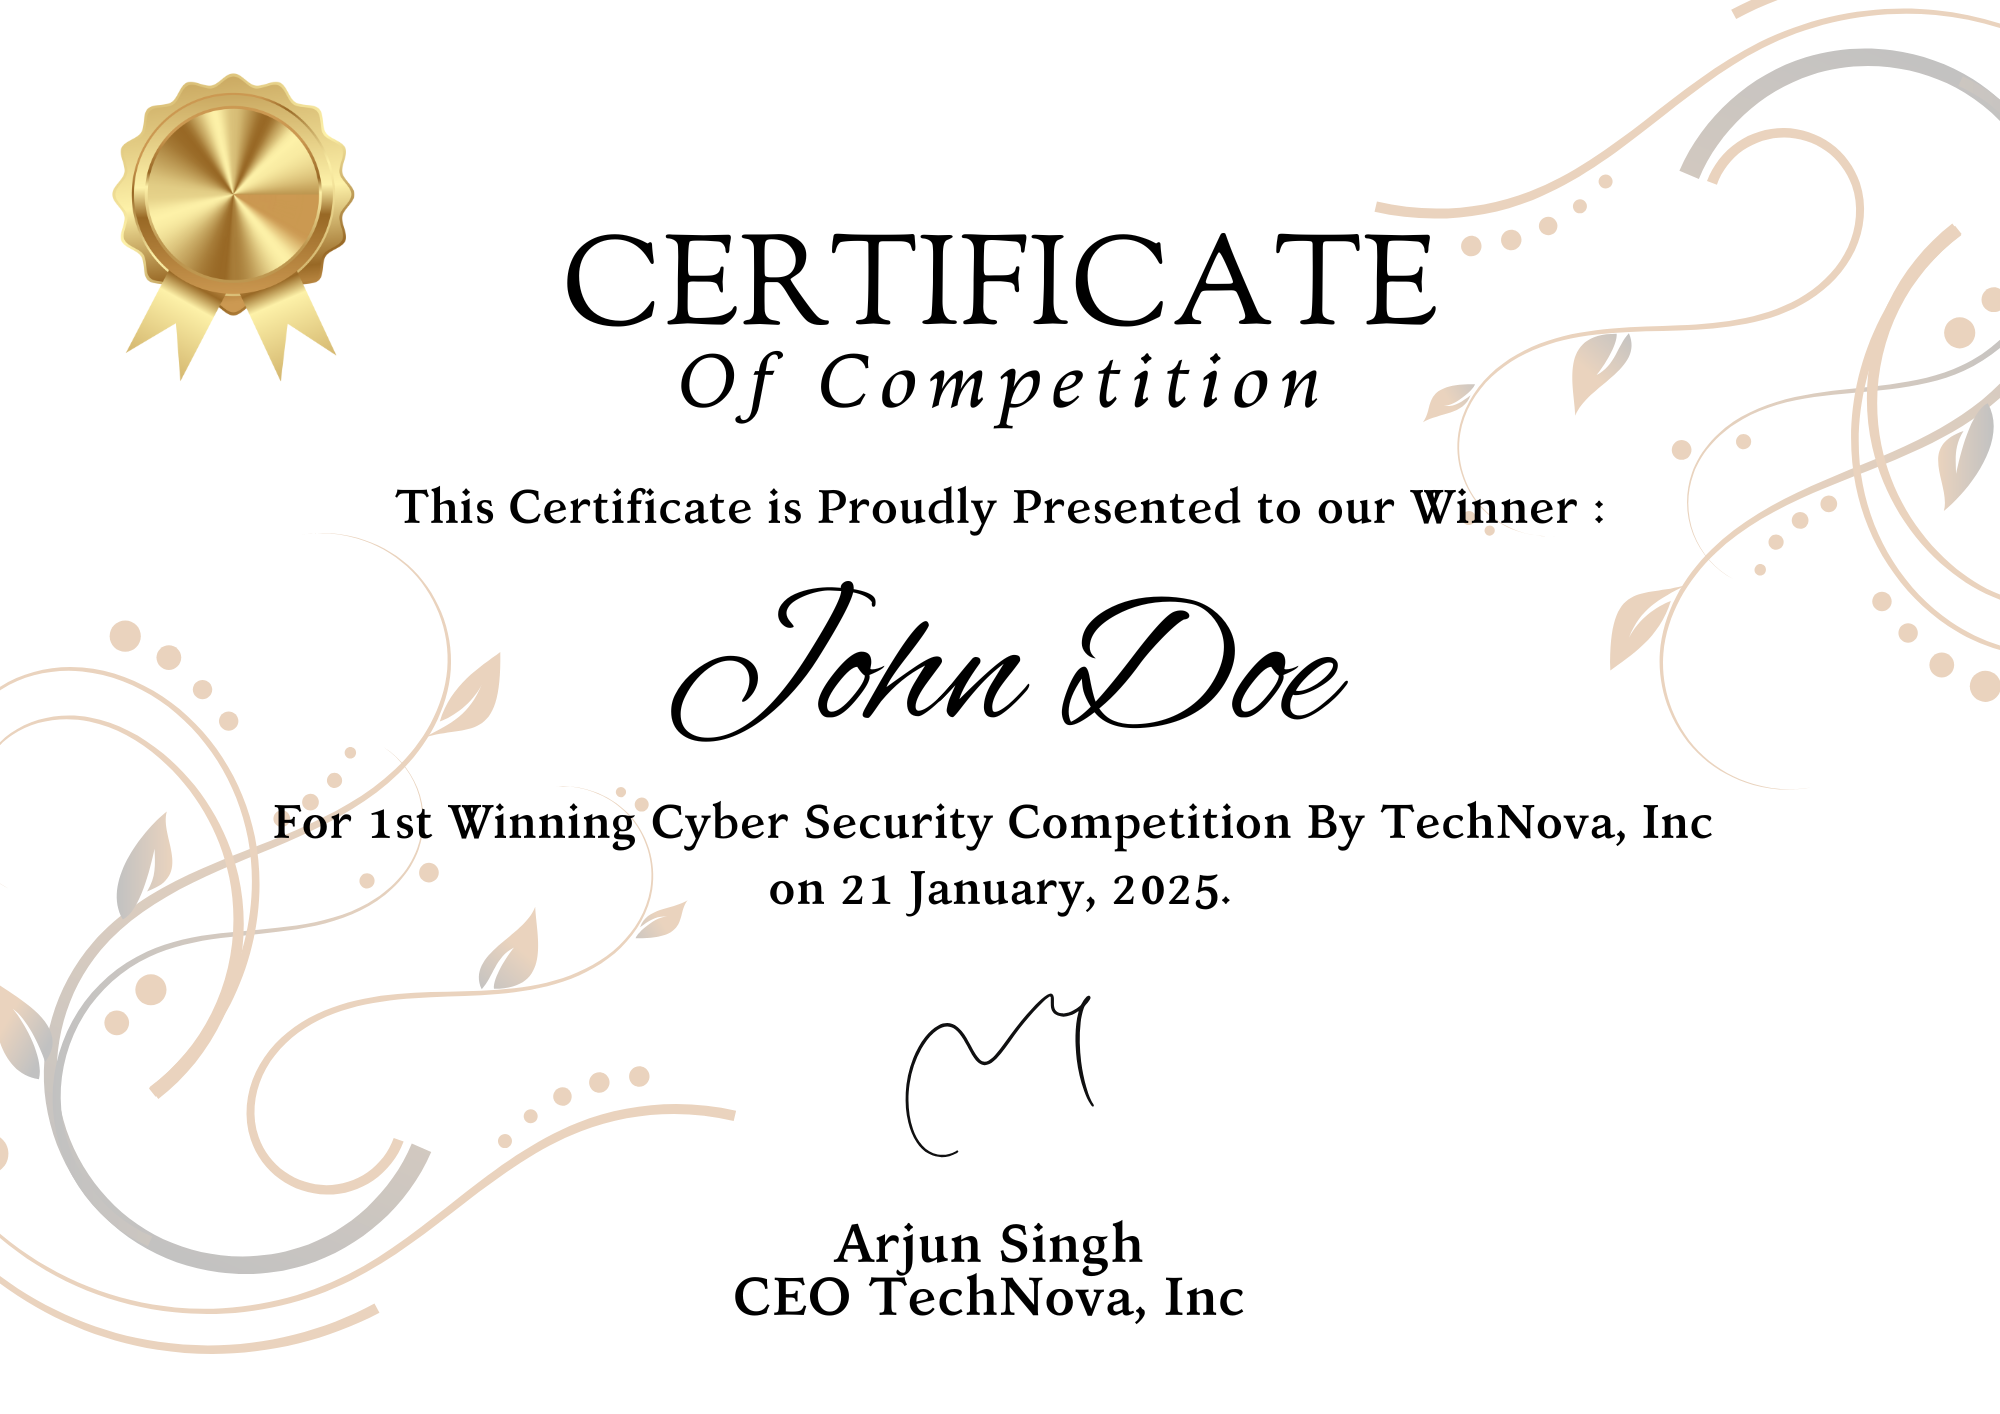 CERTIFICATE
Of Competition
This Certificate is Proudly Presented to our Winner :
John Doe
For 1st Winning Cyber Security Competition By TechNova, Inc
on 21 January, 2025.
Arjun Singh
CEO TechNova, Inc